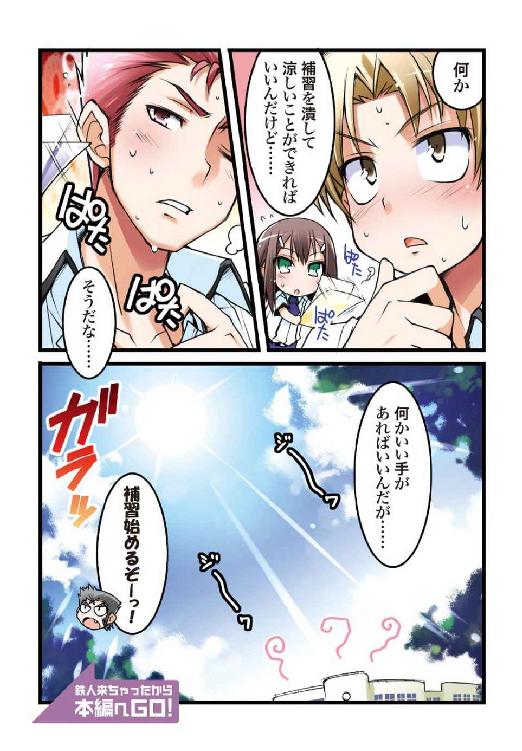 何か
補習を潰して
涼しいことができれば
いいんだけど……
ぱた
ぱた
ぱた
ぱた
そうだな……
何かいい手が
あればいいんだが……
ジーー
ジーー
ガラッ
補習始めるぞーっ!
鉄人来ちゃったから
本編へGO!